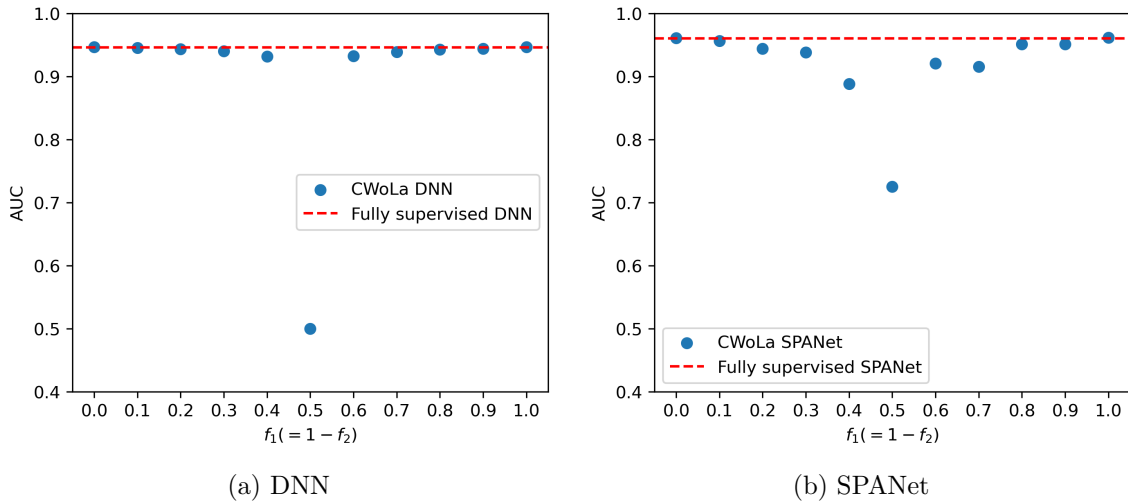 1.0
0.9
0.8
0.7
0.6
0.5
0.4
AUC
CWoLa DNN
Fully supervised DNN
0.0 0.1 0.2 0.3 0.4 0.5 0.6 0.7 0.8 0.9 1.0
f₁(= 1 − f₂)
(a) DNN
1.0
0.9
0.8
0.7
0.6
0.5
0.4
AUC
CWoLa SPANet
Fully supervised SPANet
0.0 0.1 0.2 0.3 0.4 0.5 0.6 0.7 0.8 0.9 1.0
f₁(= 1 − f₂)
(b) SPANet